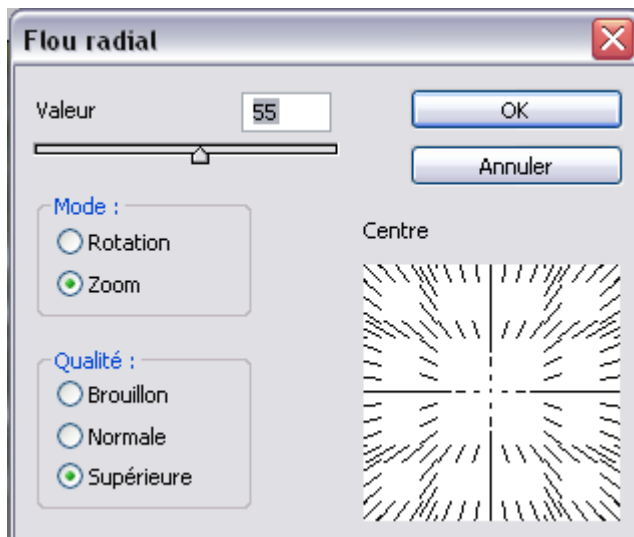 Flou radial
Valeur 55
OK
Annuler
Mode :
Rotation
Zoom
Centre
Qualité :
Brouillon
Normale
Supérieure